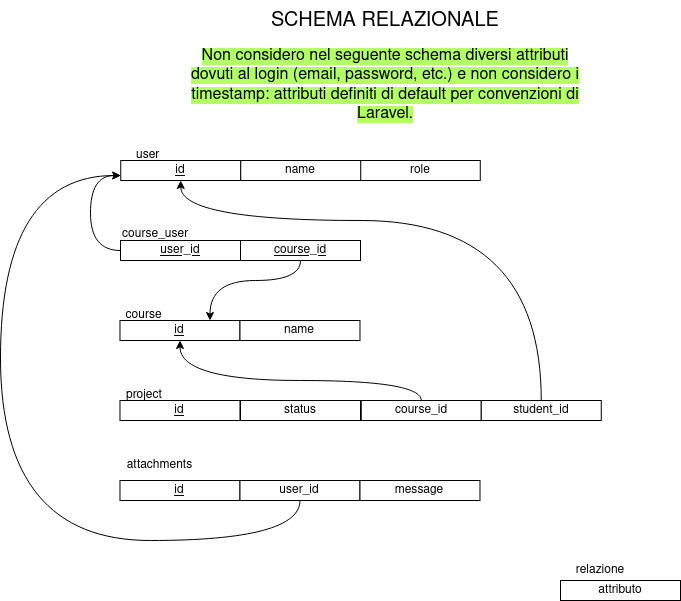 SCHEMA RELAZIONALE
Non considero nel seguente schema diversi attributi
dovuti al login (email, password, etc.) e non considero i
timestamp: attributi definiti di default per convenzioni di
Laravel.
user
id name role
course_user
user_id course_id
course
id name
project
id status course_id student_id
attachments
id user_id message
relazione
attributo